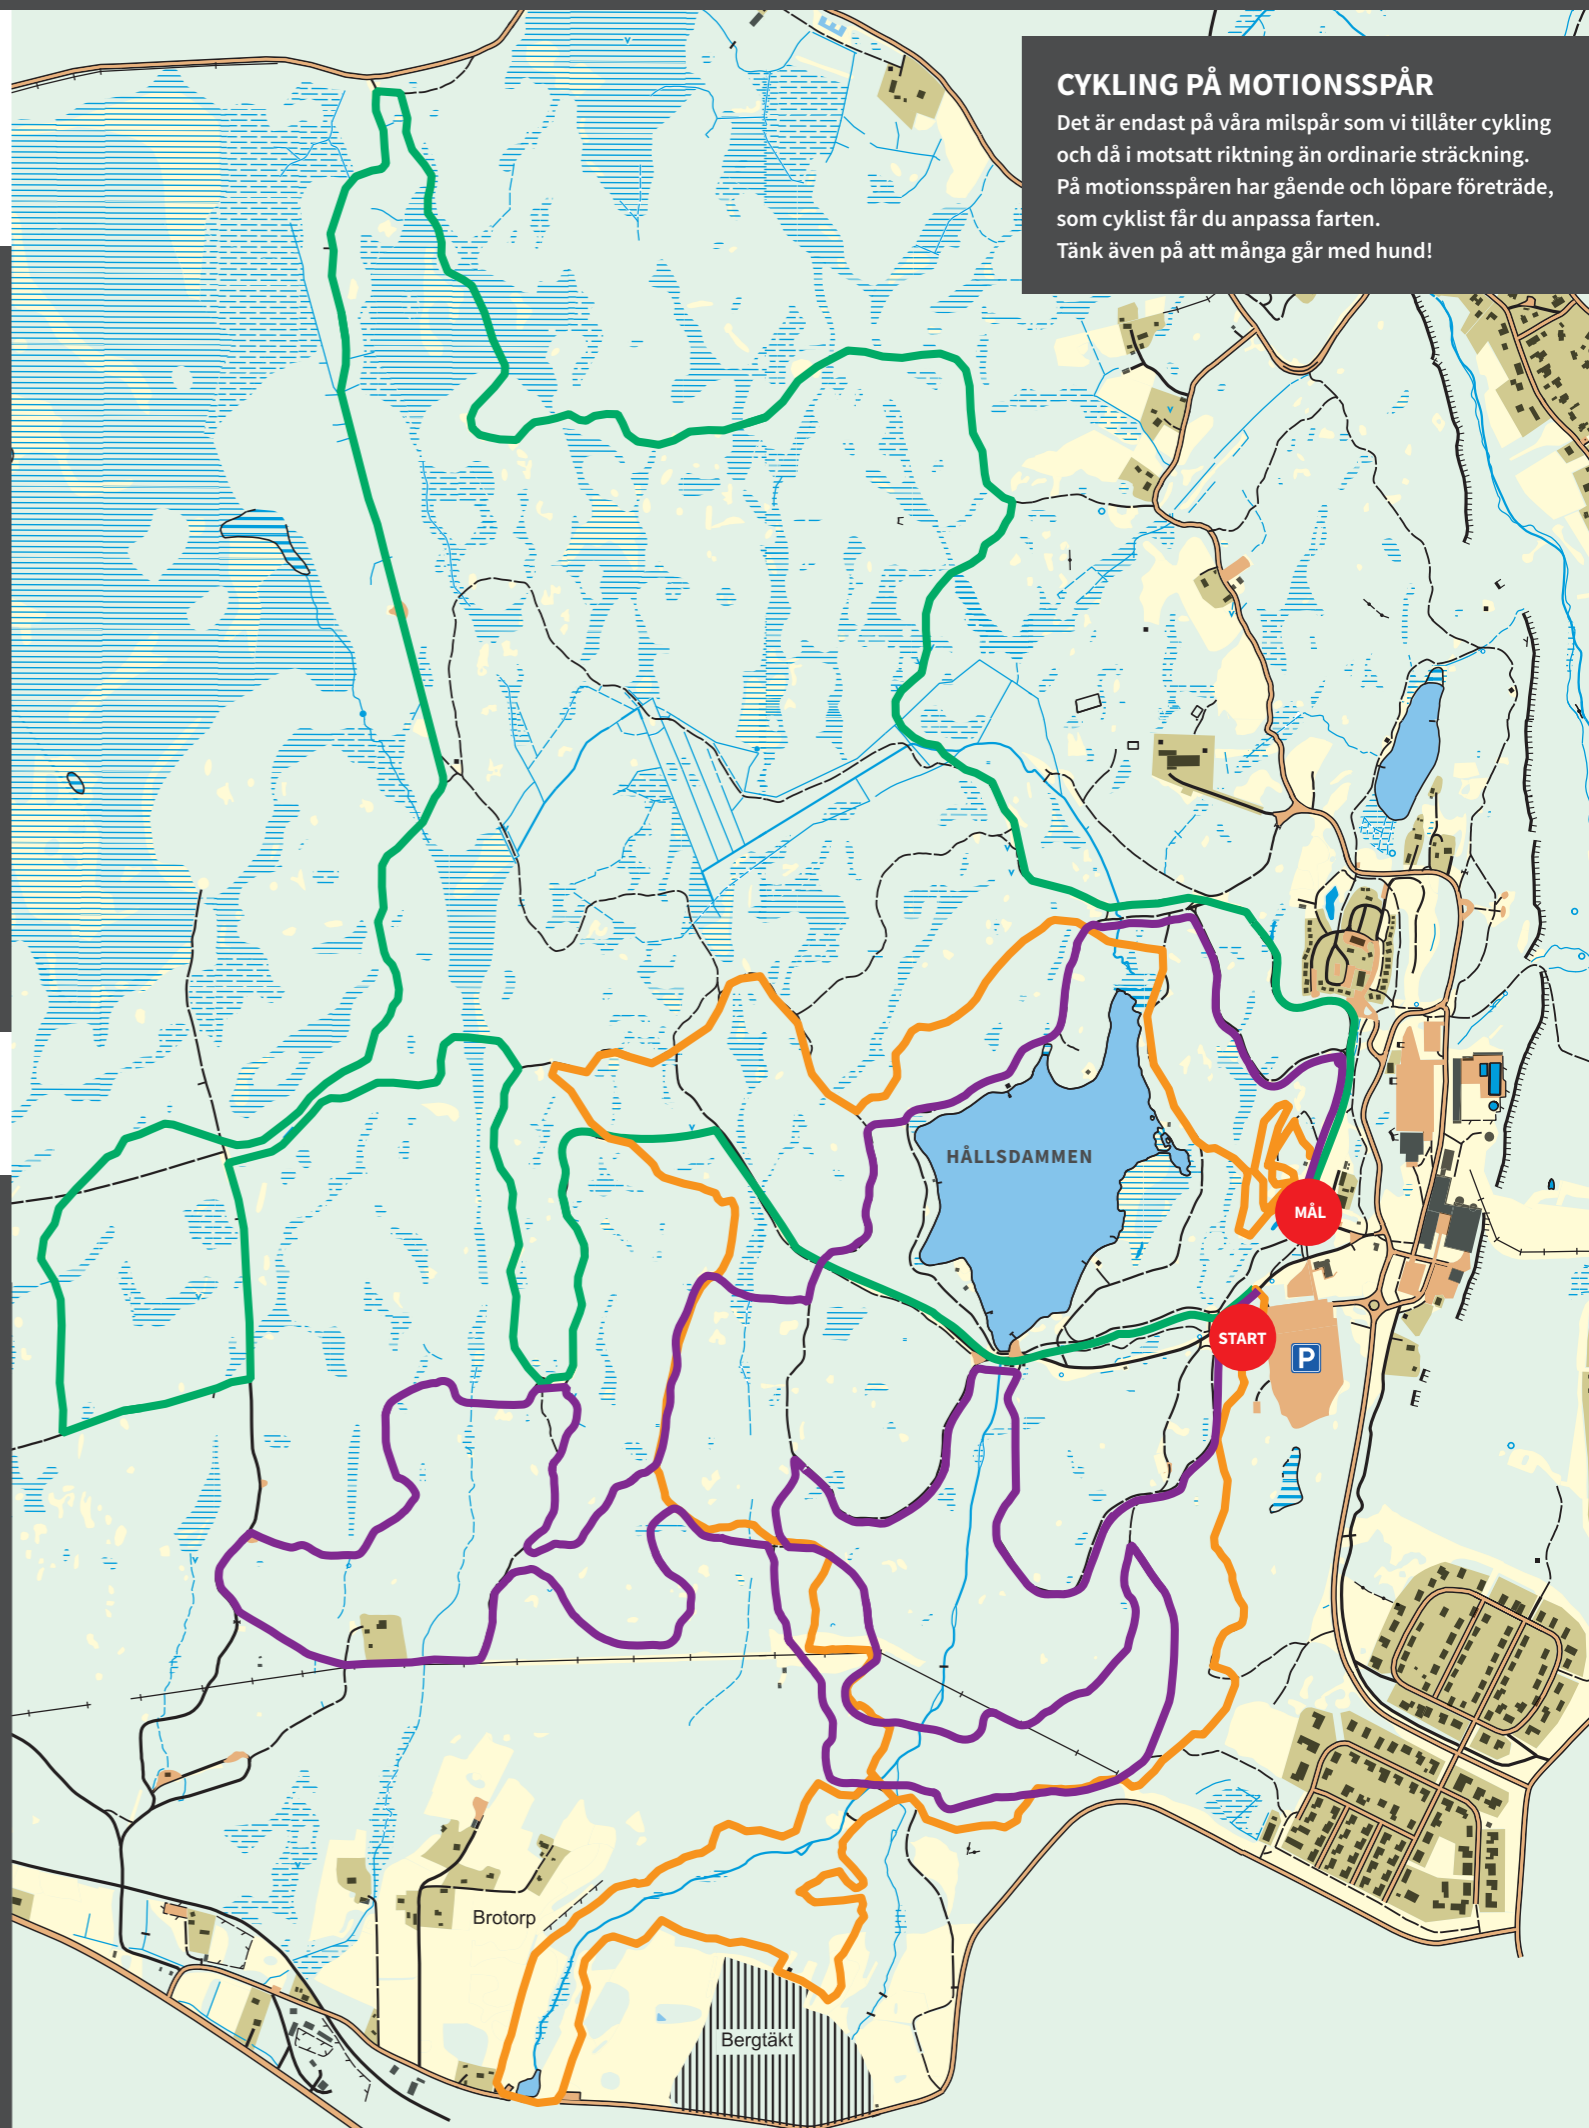 CYKLING PÅ MOTIONSSPÅR
Det är endast på våra milspår som vi tillåter cykling
och då i motsatt riktning än ordinarie sträckning.
På motionsspåren har gående och löpare företräde,
som cyklist får du anpassa farten.
Tänk även på att många går med hund!
HÅLLSDAMMEN
MÅL
START
P
Brotorp
Bergtäkt